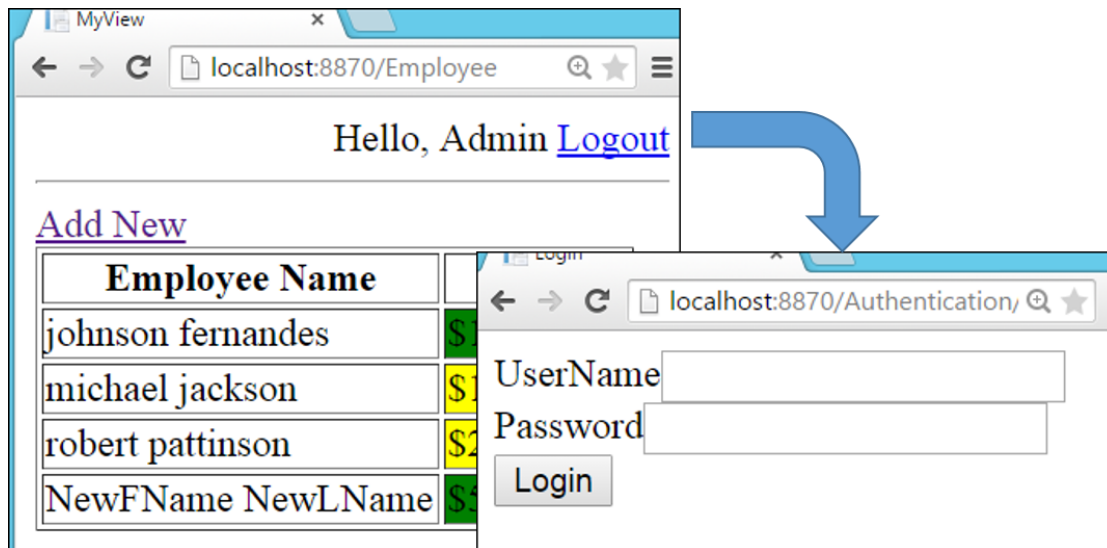 MyView
localhost:8870/Employee
Hello, Admin Logout
Add New
Employee Name
johnson fernandes
michael jackson
robert pattinson
NewFName NewLName
Login
localhost:8870/Authentication/
UserName
Password
Login